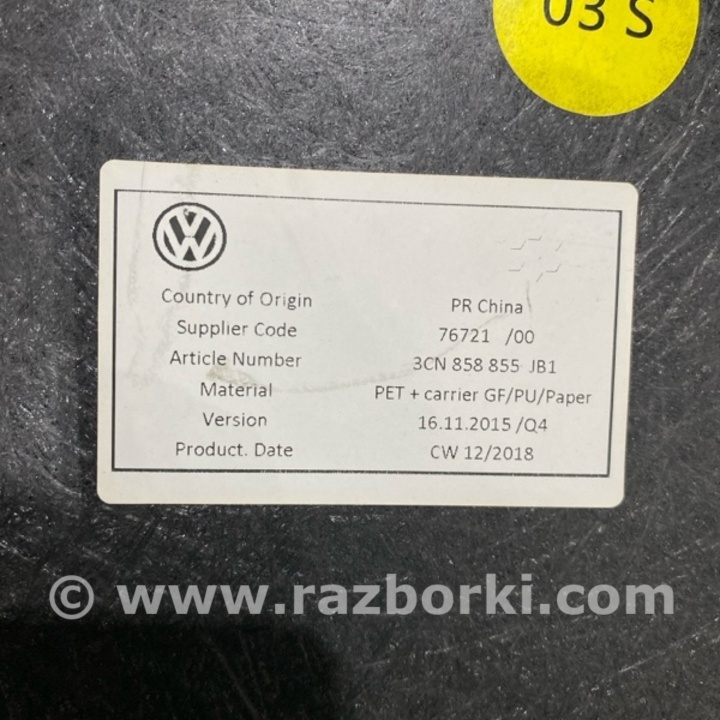 03 S
Country of Origin PR China
Supplier Code 76721 /00
Article Number 3CN 858 855 JB1
Material PET + carrier GF/PU/Paper
Version 16.11.2015 /Q4
Product. Date CW 12/2018
© www.razborki.com